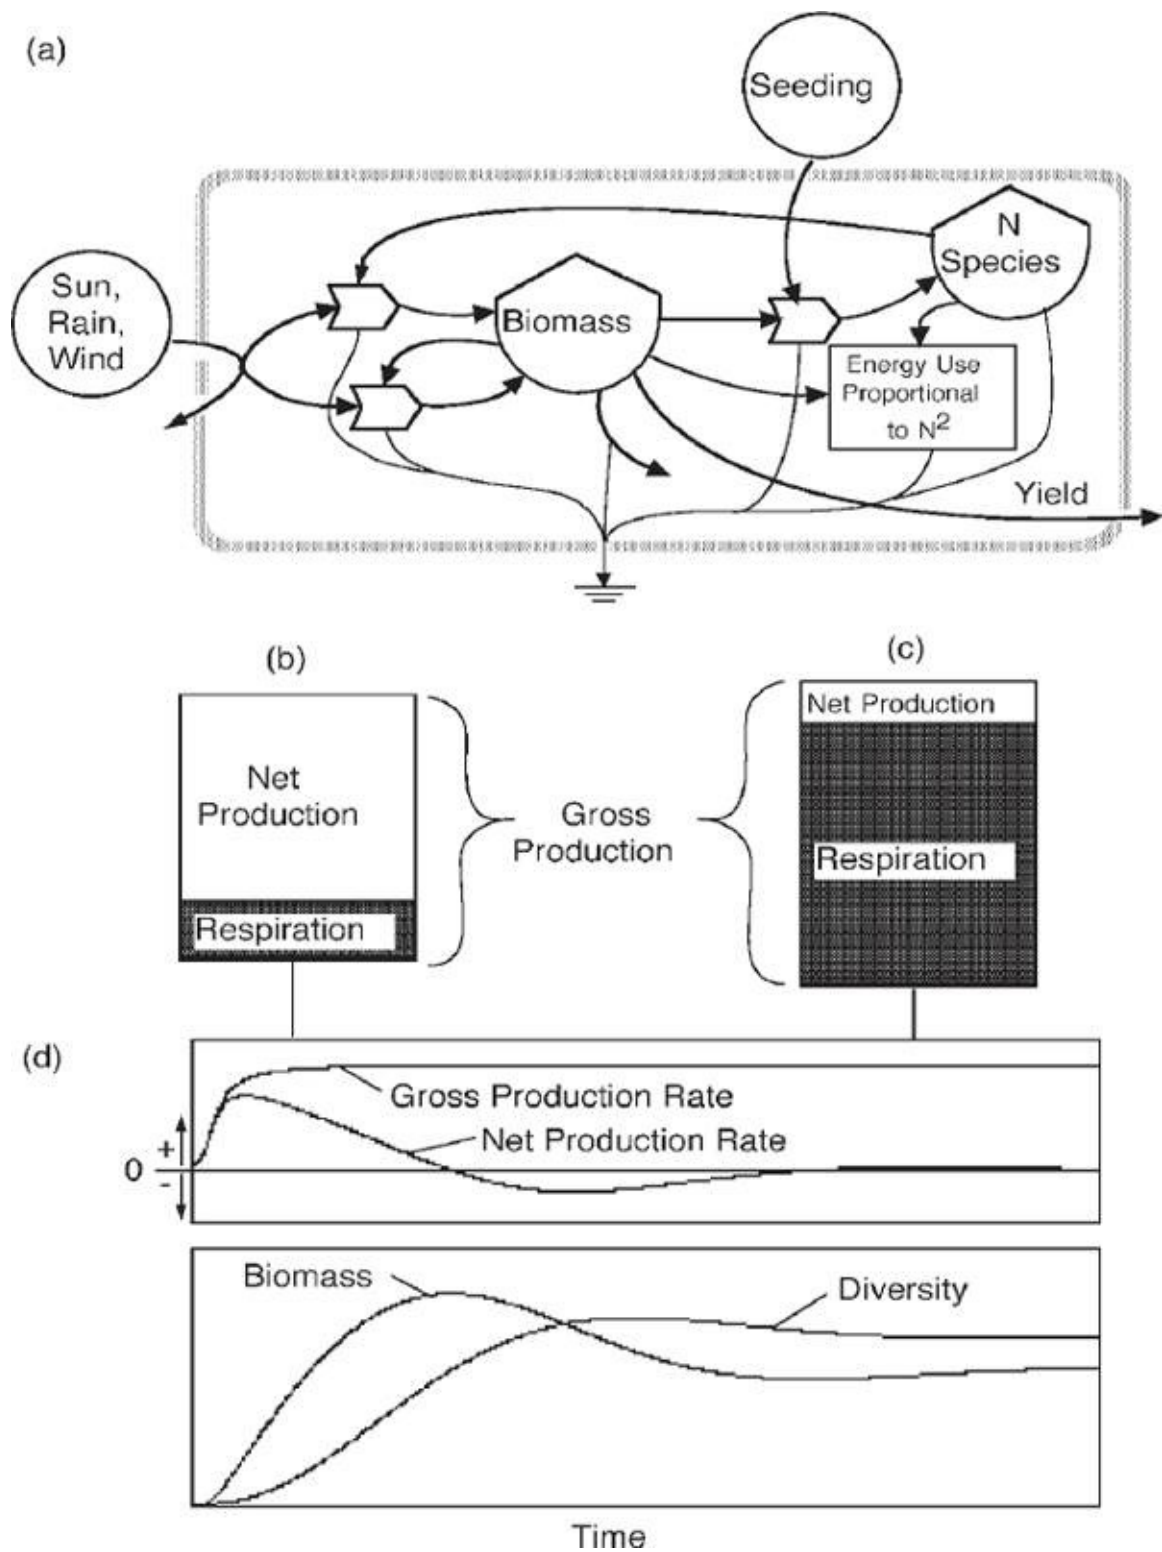 (a)
Seeding
N
Species
Sun,
Rain,
Wind
Biomass
Energy Use
Proportional
to N²
Yield
(b)
(c)
Net Production
Net
Production
Gross
Production
Respiration
Respiration
(d)
Gross Production Rate
Net Production Rate
+
0
-
Biomass
Diversity
Time